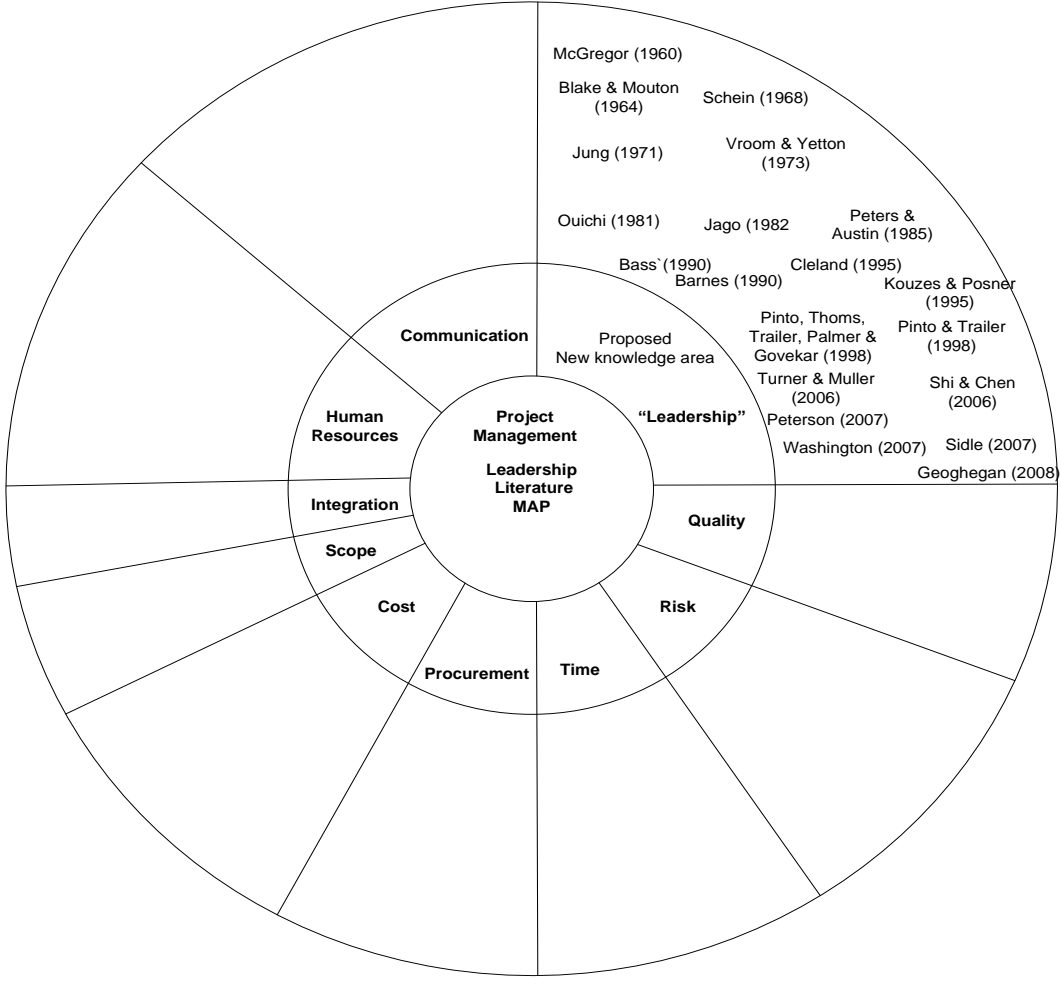 McGregor (1960)
Blake & Mouton
(1964)
Schein (1968)
Jung (1971)
Vroom & Yetton
(1973)
Ouichi (1981)
Jago (1982
Peters &
Austin (1985)
Bass`(1990)
Barnes (1990)
Cleland (1995)
Kouzes & Posner
(1995)
Pinto, Thoms,
Trailer, Palmer &
Govekar (1998)
Pinto & Trailer
(1998)
Turner & Muller
(2006)
Shi & Chen
(2006)
Peterson (2007)
Washington (2007)
Sidle (2007)
Geoghegan (2008)
Communication
Proposed
New knowledge area
“Leadership”
Human
Resources
Project
Management
Leadership
Literature
MAP
Integration
Quality
Scope
Cost
Risk
Procurement
Time